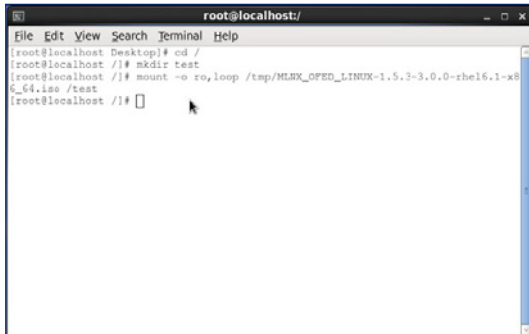 root@localhost:/
File Edit View Search Terminal Help
[root@localhost Desktop]# cd /
[root@localhost /]# mkdir test
[root@localhost /]# mount -o ro,loop /tmp/MLNX_OFED_LINUX-1.5.3-3.0.0-rhel6.1-x8
6_64.iso /test
[root@localhost /]#